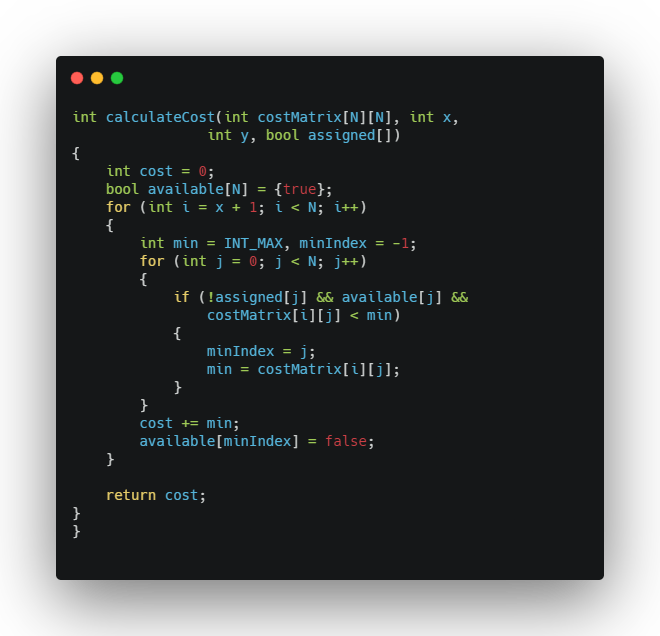 int calculateCost(int costMatrix[N][N], int x,
                int y, bool assigned[])
{
    int cost = 0;
    bool available[N] = {true};
    for (int i = x + 1; i < N; i++)
    {
        int min = INT_MAX, minIndex = -1;
        for (int j = 0; j < N; j++)
        {
            if (!assigned[j] && available[j] &&
                costMatrix[i][j] < min)
            {
                minIndex = j;
                min = costMatrix[i][j];
            }
        }
        cost += min;
        available[minIndex] = false;
    }

    return cost;
}
}